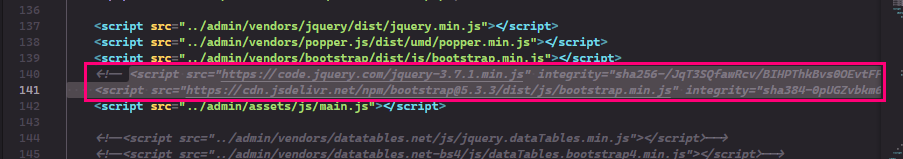 136
137 <script src="../admin/vendors/jquery/dist/jquery.min.js"></script>
138 <script src="../admin/vendors/popper.js/dist/umd/popper.min.js"></script>
139 <script src="../admin/vendors/bootstrap/dist/js/bootstrap.min.js"></script>
140 <!-- <script src="https://code.jquery.com/jquery-3.7.1.min.js" integrity="sha256-/JqT3SQfawRcv/BIHPThkBvs0OEvtFF
141 <script src="https://cdn.jsdelivr.net/npm/bootstrap@5.3.3/dist/js/bootstrap.min.js" integrity="sha384-0pUGZvbkm6
142 <script src="../admin/assets/js/main.js"></script>
143
144 <!--<script src="../admin/vendors/datatables.net/js/jquery.dataTables.min.js"></script>-->
145 <!--<script src="../admin/vendors/datatables.net-bs4/js/dataTables.bootstrap4.min.js"></script>-->